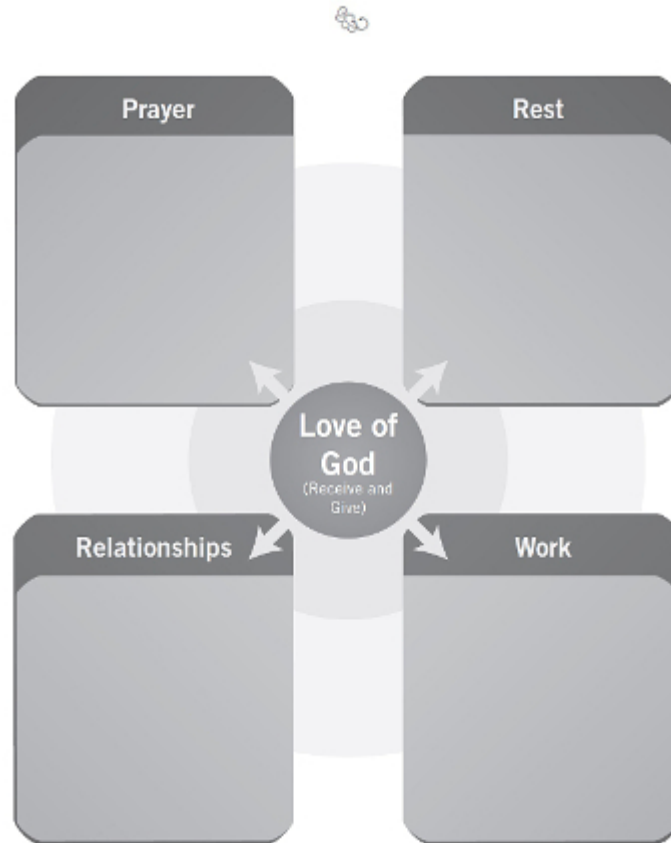 Prayer
Rest
Love of
God
(Receive and
Give)
Relationships
Work